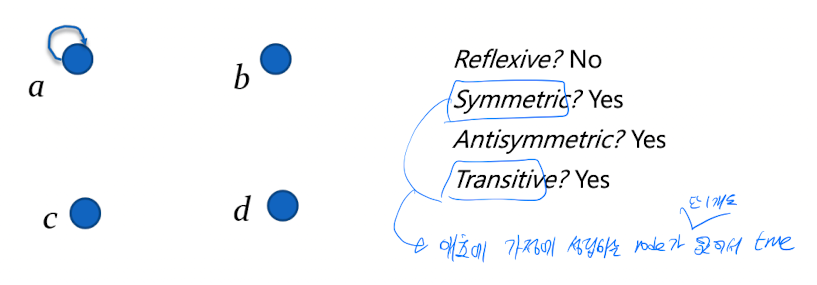 a
b
Reflexive? No
Symmetric? Yes
Antisymmetric? Yes
c
d
Transitive? Yes
단 1개도
애초에 가정에 성립하는 node가 없어서 true